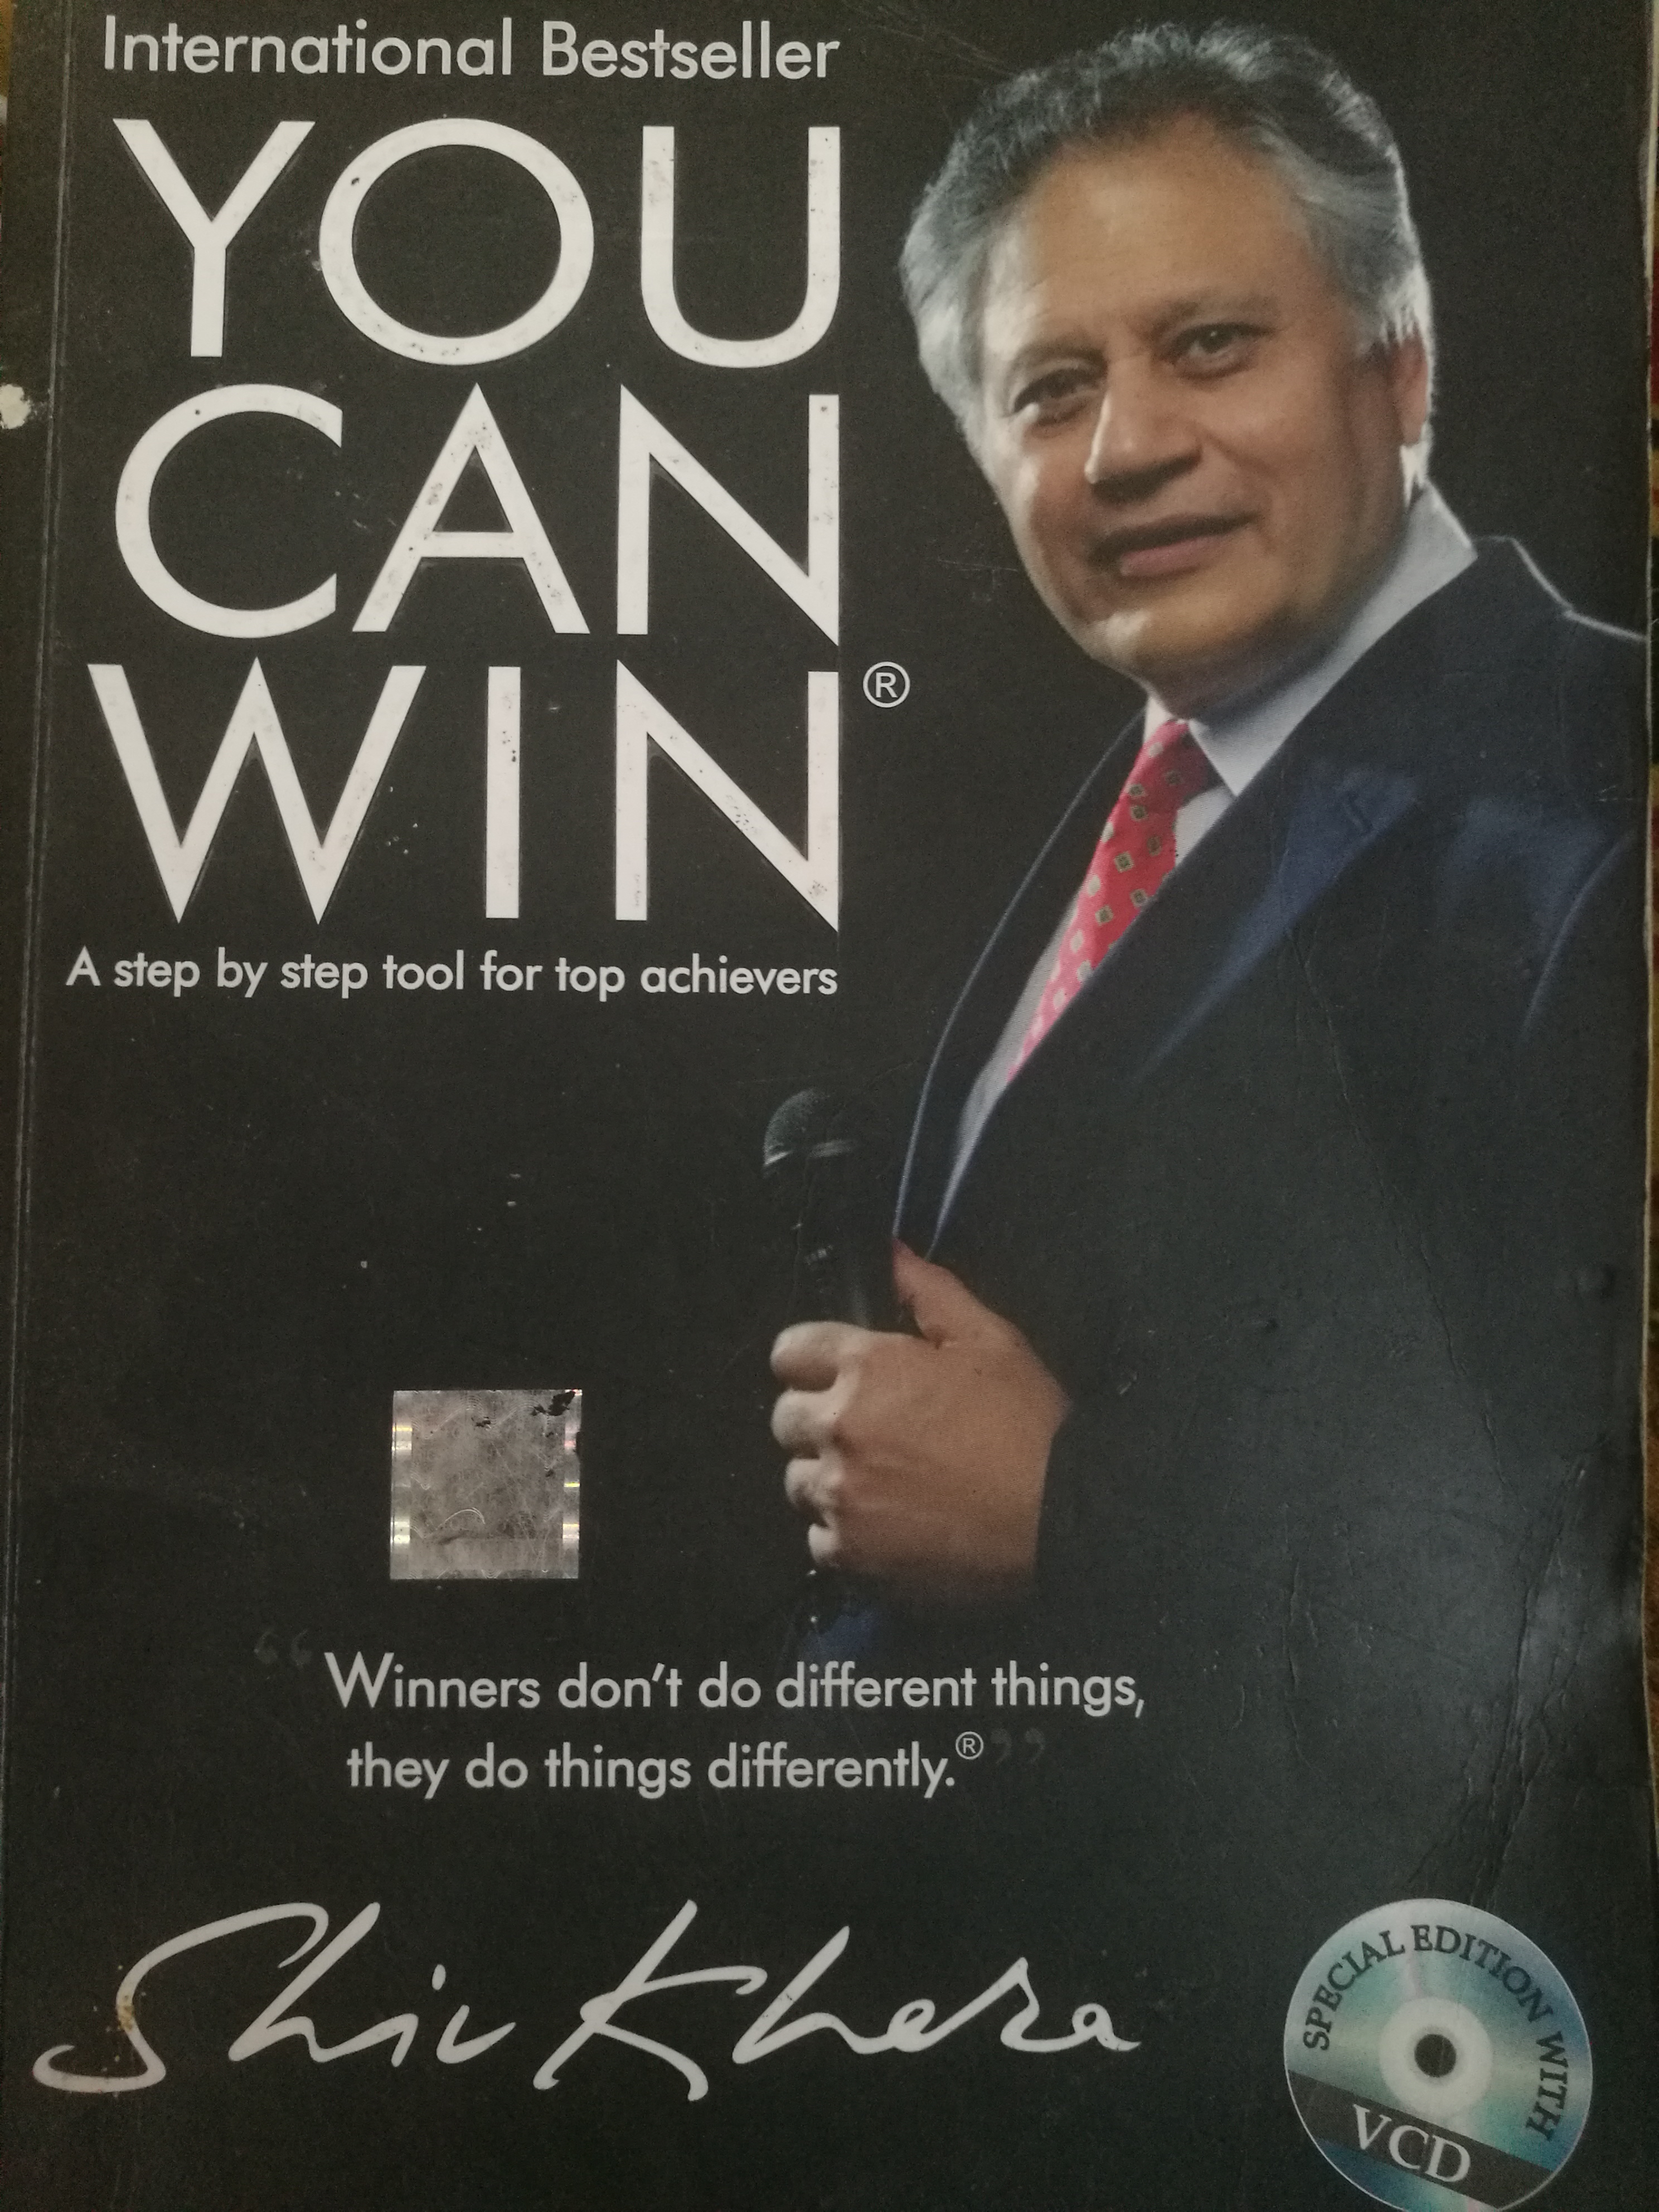 International Bestseller
YOU
CAN
WIN®
A step by step tool for top achievers
“Winners don’t do different things,
they do things differently.®”
Shiv Khera
SPECIAL EDITION WITH
VCD